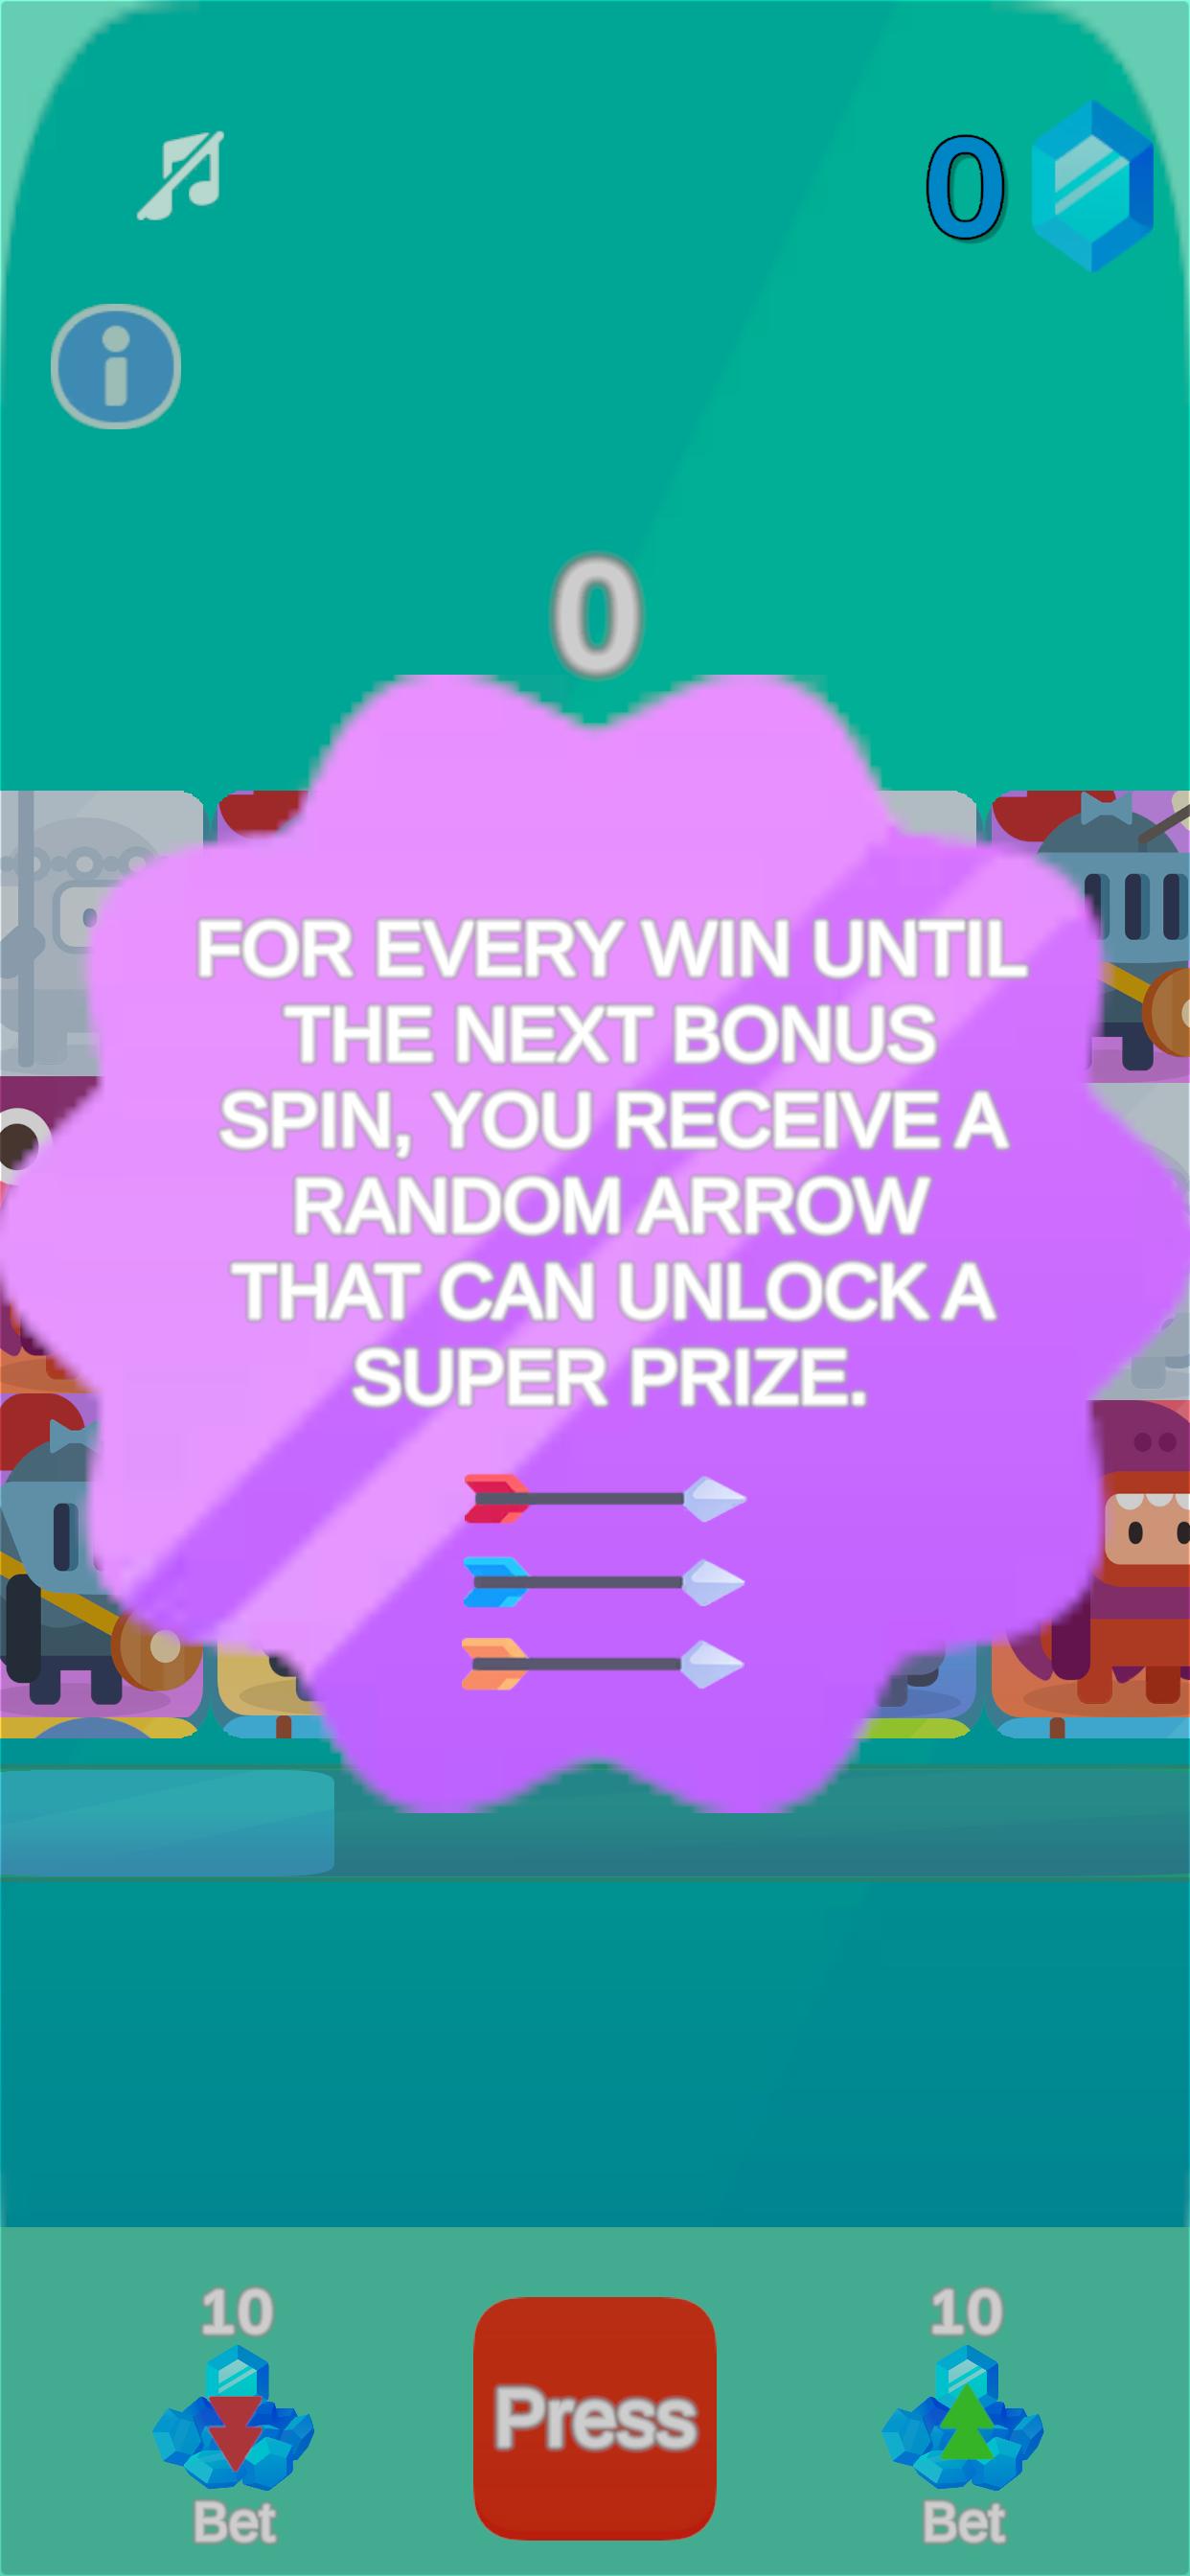 0
0
FOR EVERY WIN UNTIL
THE NEXT BONUS
SPIN, YOU RECEIVE A
RANDOM ARROW
THAT CAN UNLOCK A
SUPER PRIZE.
10
Bet
Press
10
Bet